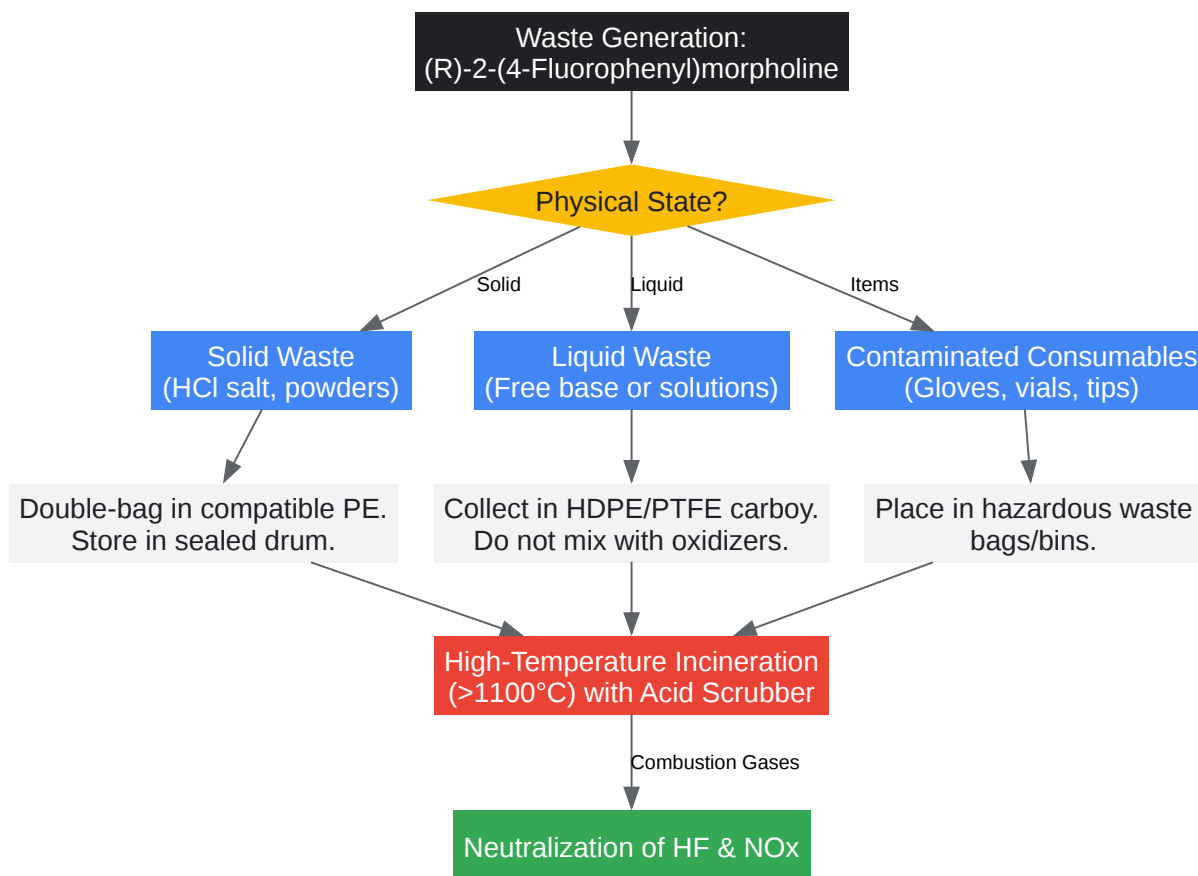 Waste Generation:
(R)-2-(4-Fluorophenyl)morpholine
Physical State?
Solid
Liquid
Items
Solid Waste
(HCl salt, powders)
Liquid Waste
(Free base or solutions)
Contaminated Consumables
(Gloves, vials, tips)
Double-bag in compatible PE.
Store in sealed drum.
Collect in HDPE/PTFE carboy.
Do not mix with oxidizers.
Place in hazardous waste
bags/bins.
High-Temperature Incineration
(>1100°C) with Acid Scrubber
Combustion Gases
Neutralization of HF & NOx